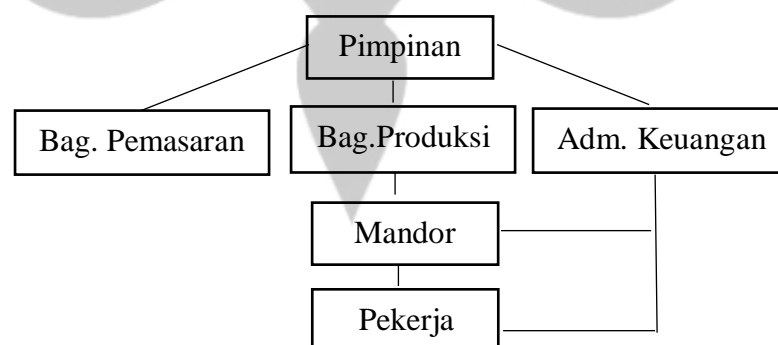 Pimpinan
Bag. Pemasaran
Bag.Produksi
Adm. Keuangan
Mandor
Pekerja